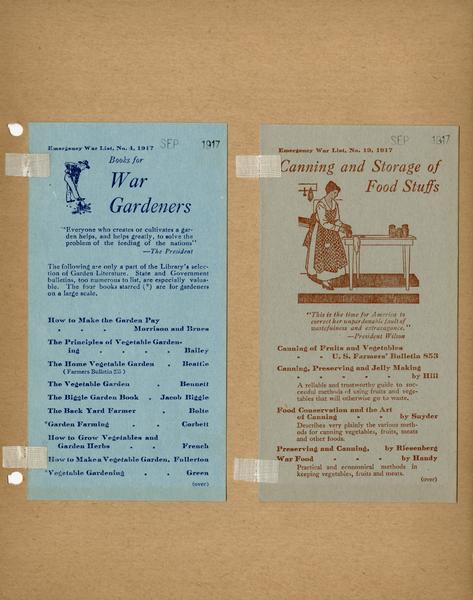 Emergency War List, No. 4, 1917
SEP 1917
Books for
War
Gardeners
"Everyone who creates or cultivates a gar-
den helps, and helps greatly, to solve the
problem of the feeding of the nations"
—The President
The following are only a part of the Library's selec-
tion of Garden Literature. State and Government
bulletins, too numerous to list, are especially valua-
ble. The four books starred (*) are for gardeners
on a large scale.
How to Make the Garden Pay
. . . Morrison and Brues
The Principles of Vegetable Garden-
ing . . . . Bailey
The Home Vegetable Garden . Beattie
(Farmers Bulletin 255)
The Vegetable Garden . Bennett
The Biggle Garden Book . Jacob Biggle
The Back Yard Farmer . Bolte
*Garden Farming . . Corbett
How to Grow Vegetables and
Garden Herbs . . French
How to Make a Vegetable Garden, Fullerton
*Vegetable Gardening . . Green
(over)
Emergency War List, No. 19, 1917
SEP 1917
Canning and Storage of
Food Stuffs
"This is the time for America to
correct her unpardonable fault of
wastefulness and extravagance."
—President Wilson
Canning of Fruits and Vegetables
. . U. S. Farmers' Bulletin 853
Canning, Preserving and Jelly Making
. . . . by Hill
A reliable and trustworthy guide to suc-
cessful methods of using fruits and vege-
tables that will otherwise go to waste.
Food Conservation and the Art
of Canning . . by Snyder
Describes very plainly the various meth-
ods for canning vegetables, fruits, meats
and other foods.
Preserving and Canning, by Riesenberg
War Food . . . by Handy
Practical and economical methods in
keeping vegetables, fruits and meats.
(over)